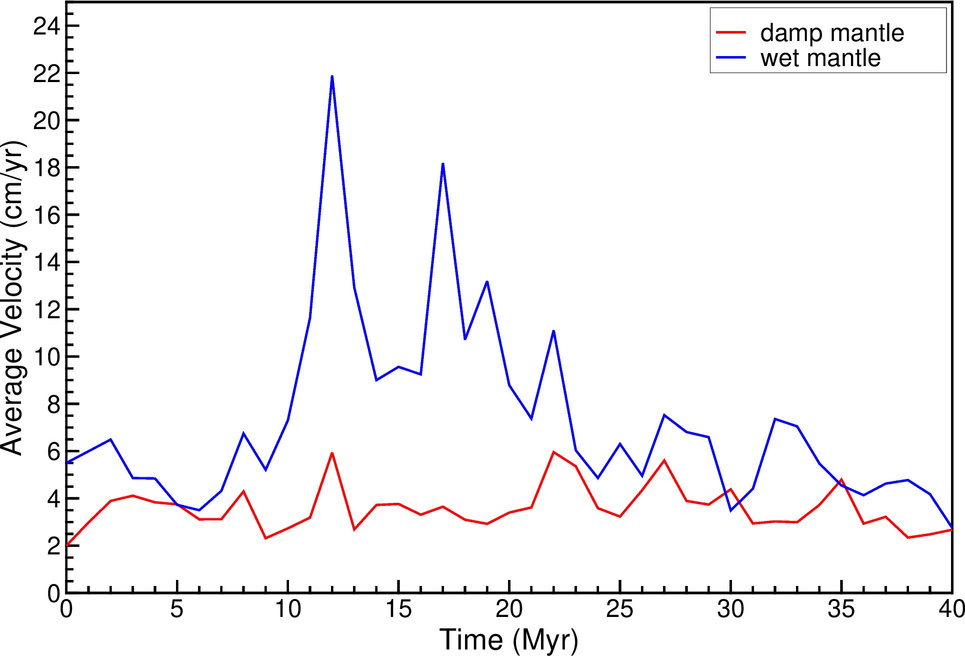 damp mantle
wet mantle
Average Velocity (cm/yr)
24
22
20
18
16
14
12
10
8
6
4
2
0
0 5 10 15 20 25 30 35 40
Time (Myr)